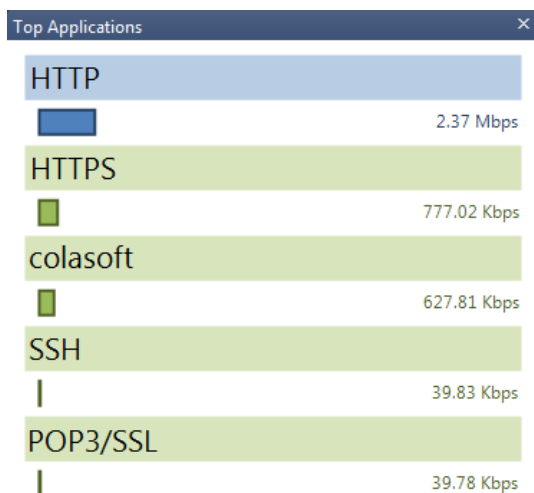 Top Applications
HTTP
2.37 Mbps
HTTPS
777.02 Kbps
colasoft
627.81 Kbps
SSH
39.83 Kbps
POP3/SSL
39.78 Kbps